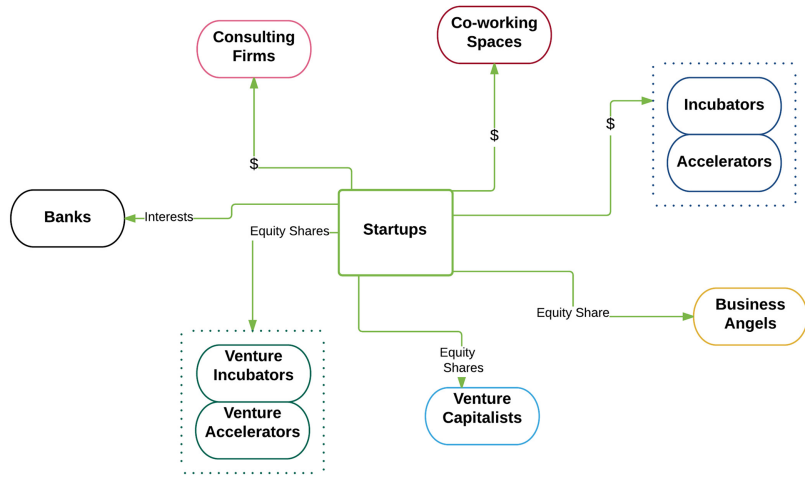 Consulting
Firms
Co-working
Spaces
$
$
$
Incubators
Accelerators
Banks
Interests
Startups
Equity Shares
Equity Share
Business
Angels
Venture
Incubators
Venture
Accelerators
Equity
Shares
Venture
Capitalists